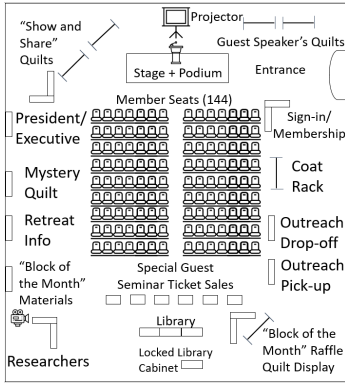 Projector
"Show and
Share"
Quilts
Guest Speaker's Quilts
Stage + Podium
Entrance
Member Seats (144)
President/
Executive
Sign-in/
Membership
Mystery
Quilt
Coat
Rack
Retreat
Info
Outreach
Drop-off
Outreach
Pick-up
"Block of
the Month"
Materials
Special Guest
Seminar Ticket Sales
Library
Locked Library
Cabinet
Researchers
"Block of the
Month" Raffle
Quilt Display